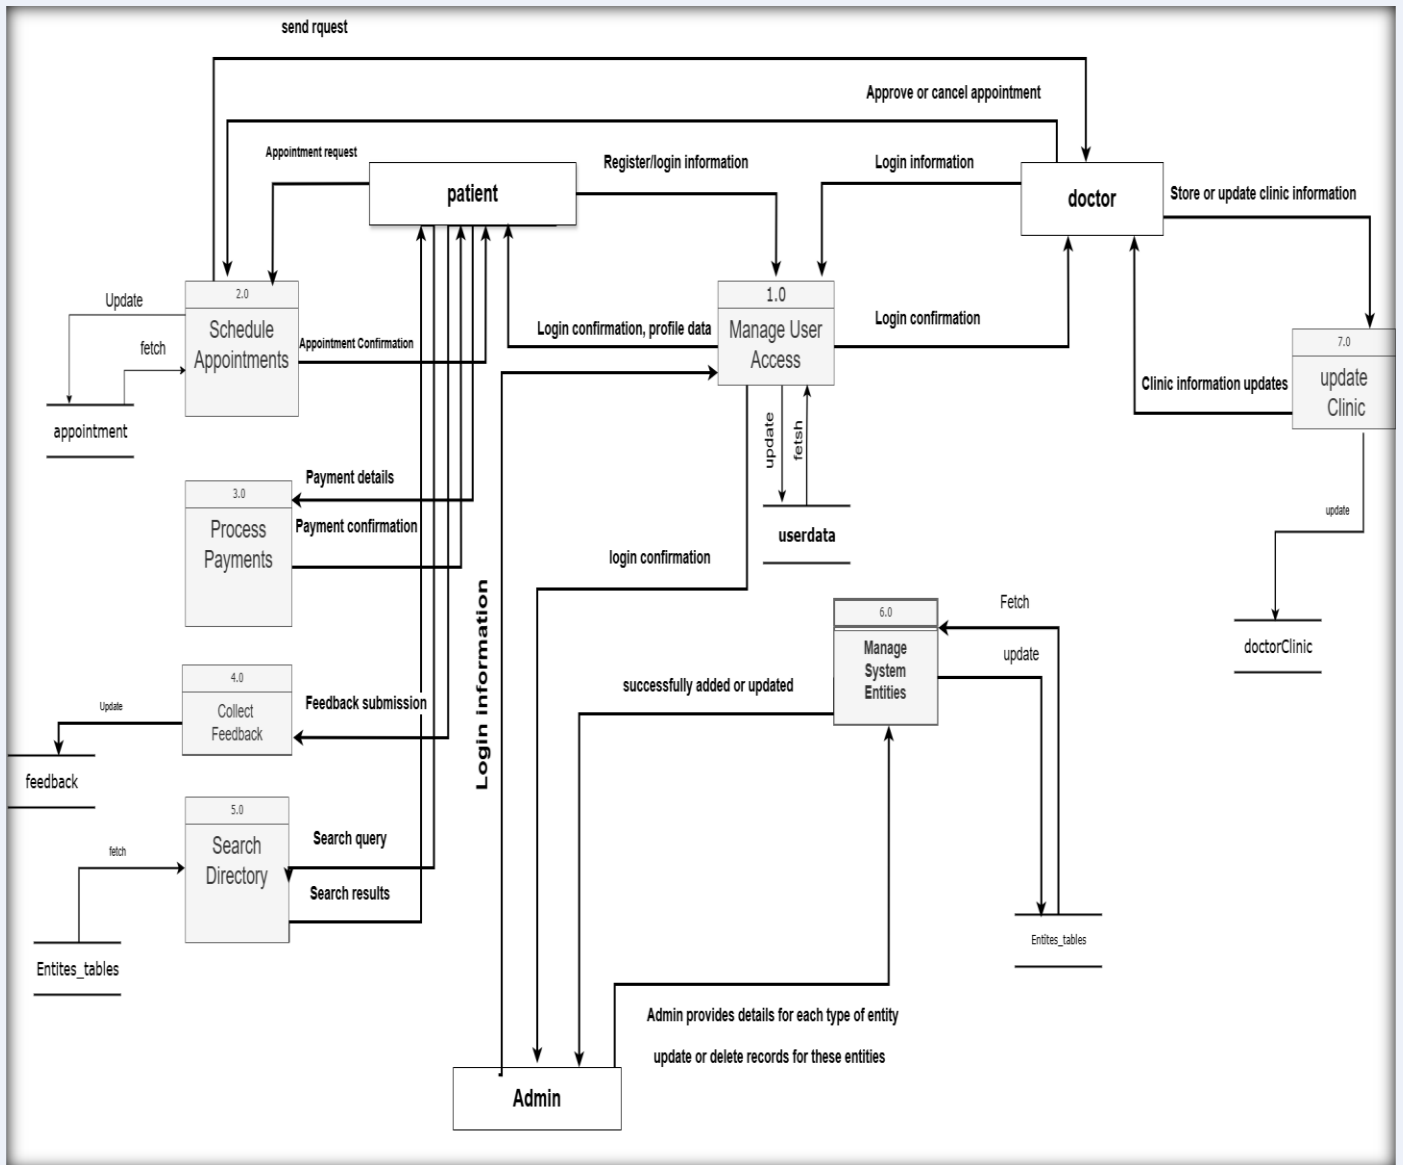 send rquest
Approve or cancel appointment
Appointment request
Register/login information
Login information
patient
doctor
Store or update clinic information
2.0
Schedule
Appointments
Update
fetch
appointment
Appointment Confirmation
Login confirmation, profile data
1.0
Manage User
Access
Login confirmation
7.0
update
Clinic
Clinic information updates
update
fetsh
userdata
update
doctorClinic
3.0
Process
Payments
Payment details
Payment confirmation
login confirmation
Login information
6.0
Manage
System
Entities
Fetch
update
successfully added or updated
4.0
Collect
Feedback
Feedback submission
Update
feedback
5.0
Search
Directory
Search query
Search results
fetch
Entites_tables
Entites_tables
Admin provides details for each type of entity
update or delete records for these entities
Admin